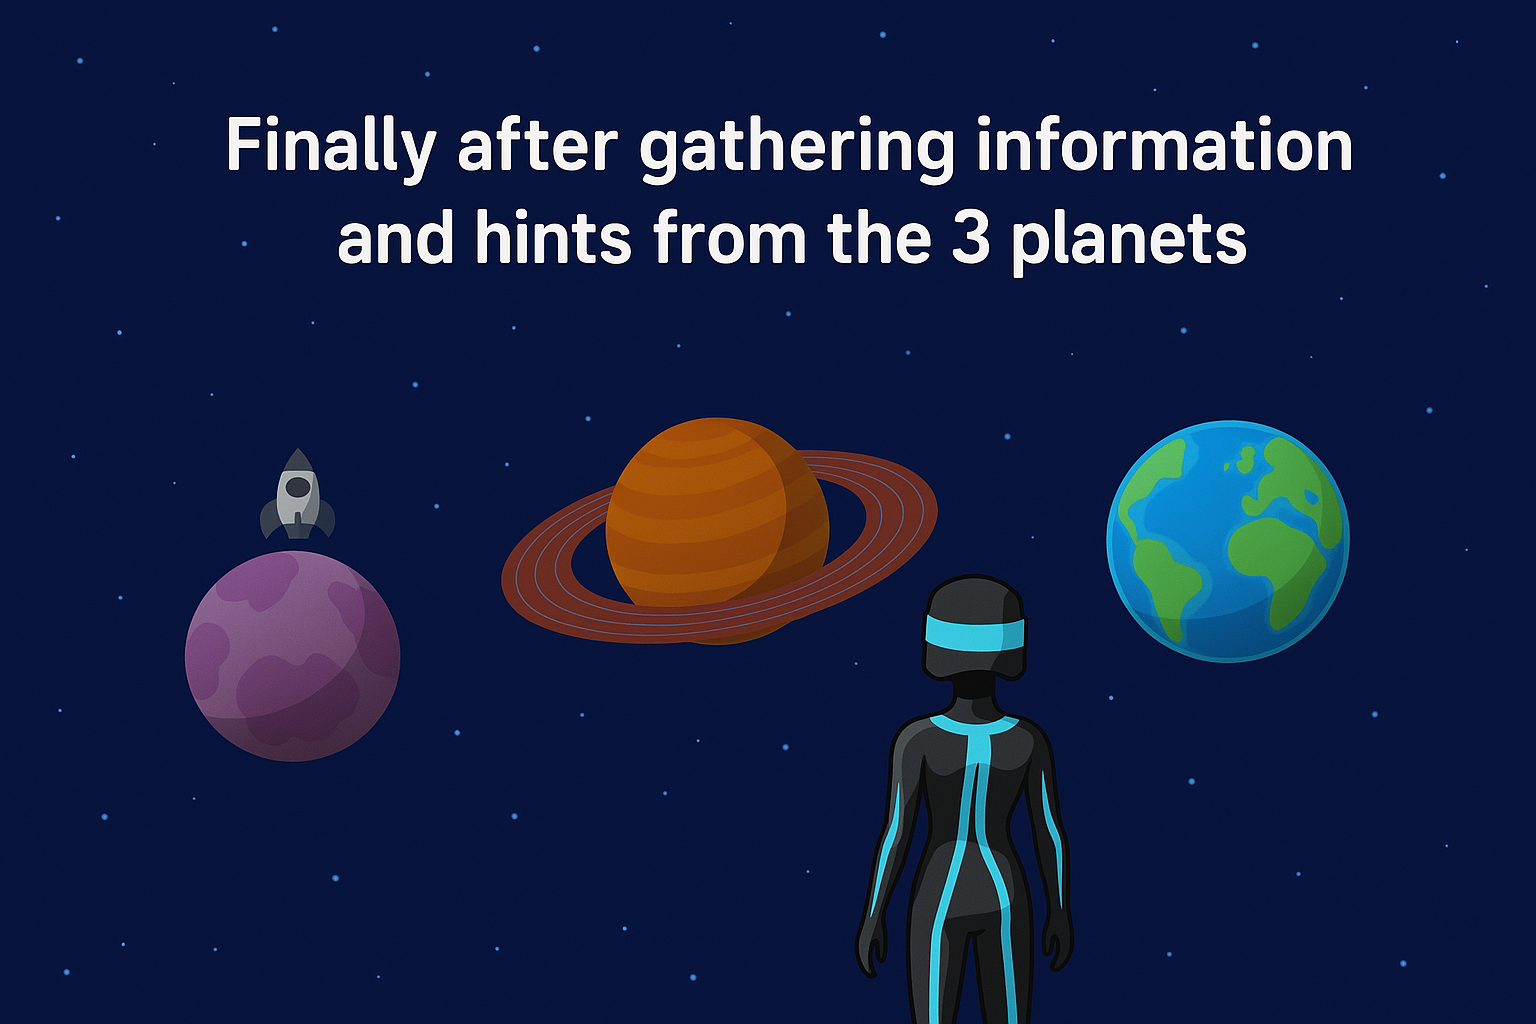 Finally after gathering information
and hints from the 3 planets